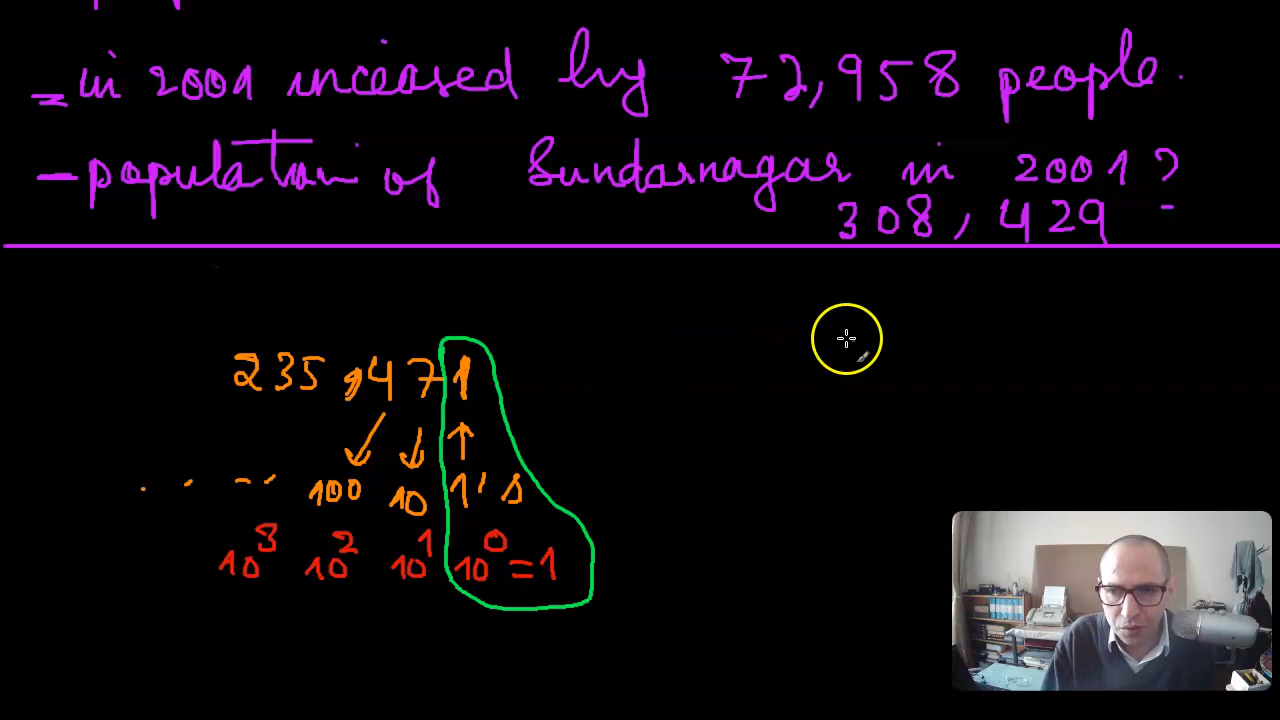 = in 2001 inceased by 72,958 people.
- population of Sundarnagar in 2001?
308,429
235,471
100 10 1's
10³ 10² 10¹ 10⁰ = 1